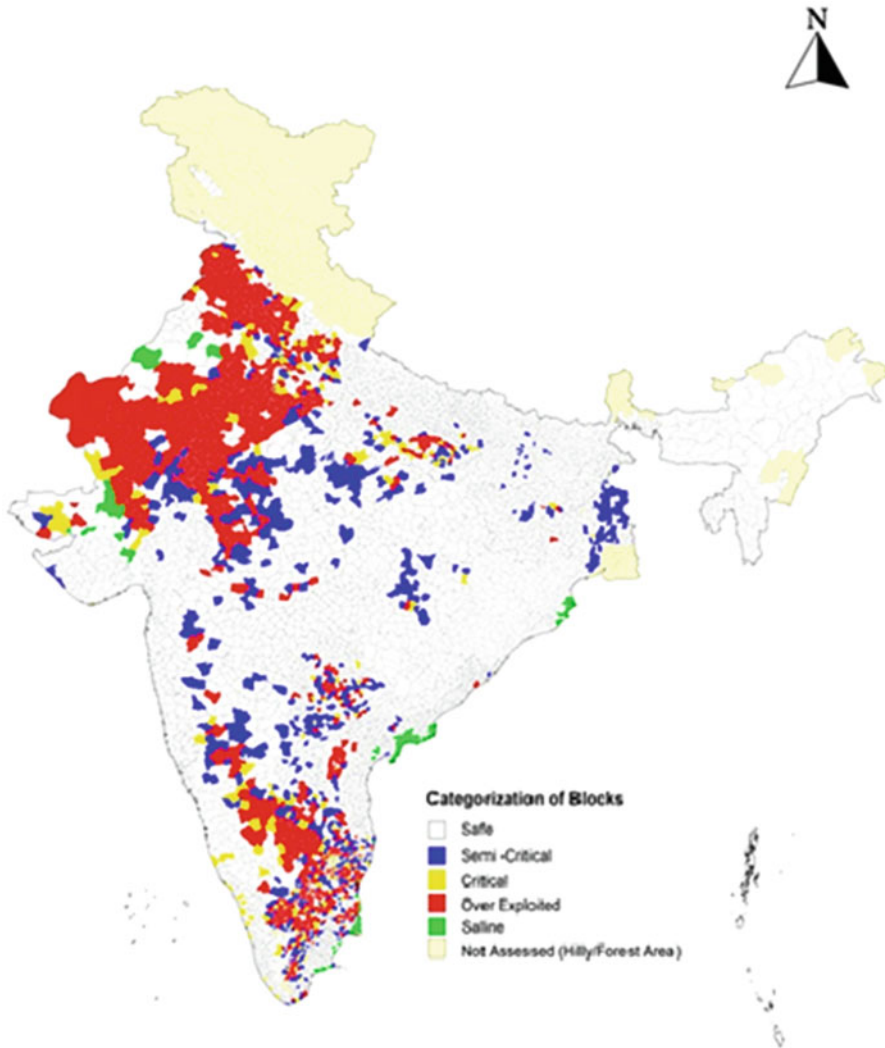 N
Categorization of Blocks
Safe
Semi -Critical
Critical
Over Exploited
Saline
Not Assessed (Hilly/Forest Area)